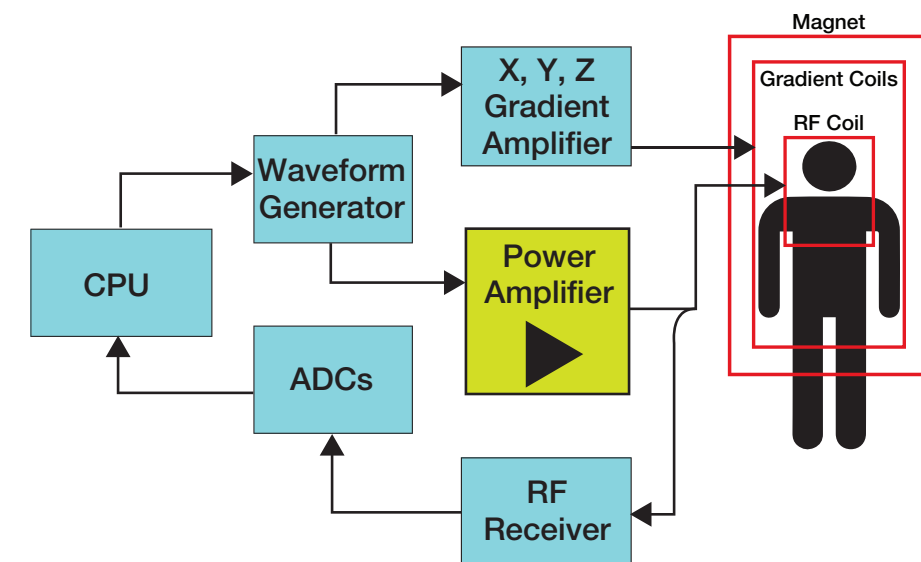 Magnet
X, Y, Z
Gradient
Amplifier
Gradient Coils
RF Coil
Waveform
Generator
CPU
Power
Amplifier
ADCs
RF
Receiver